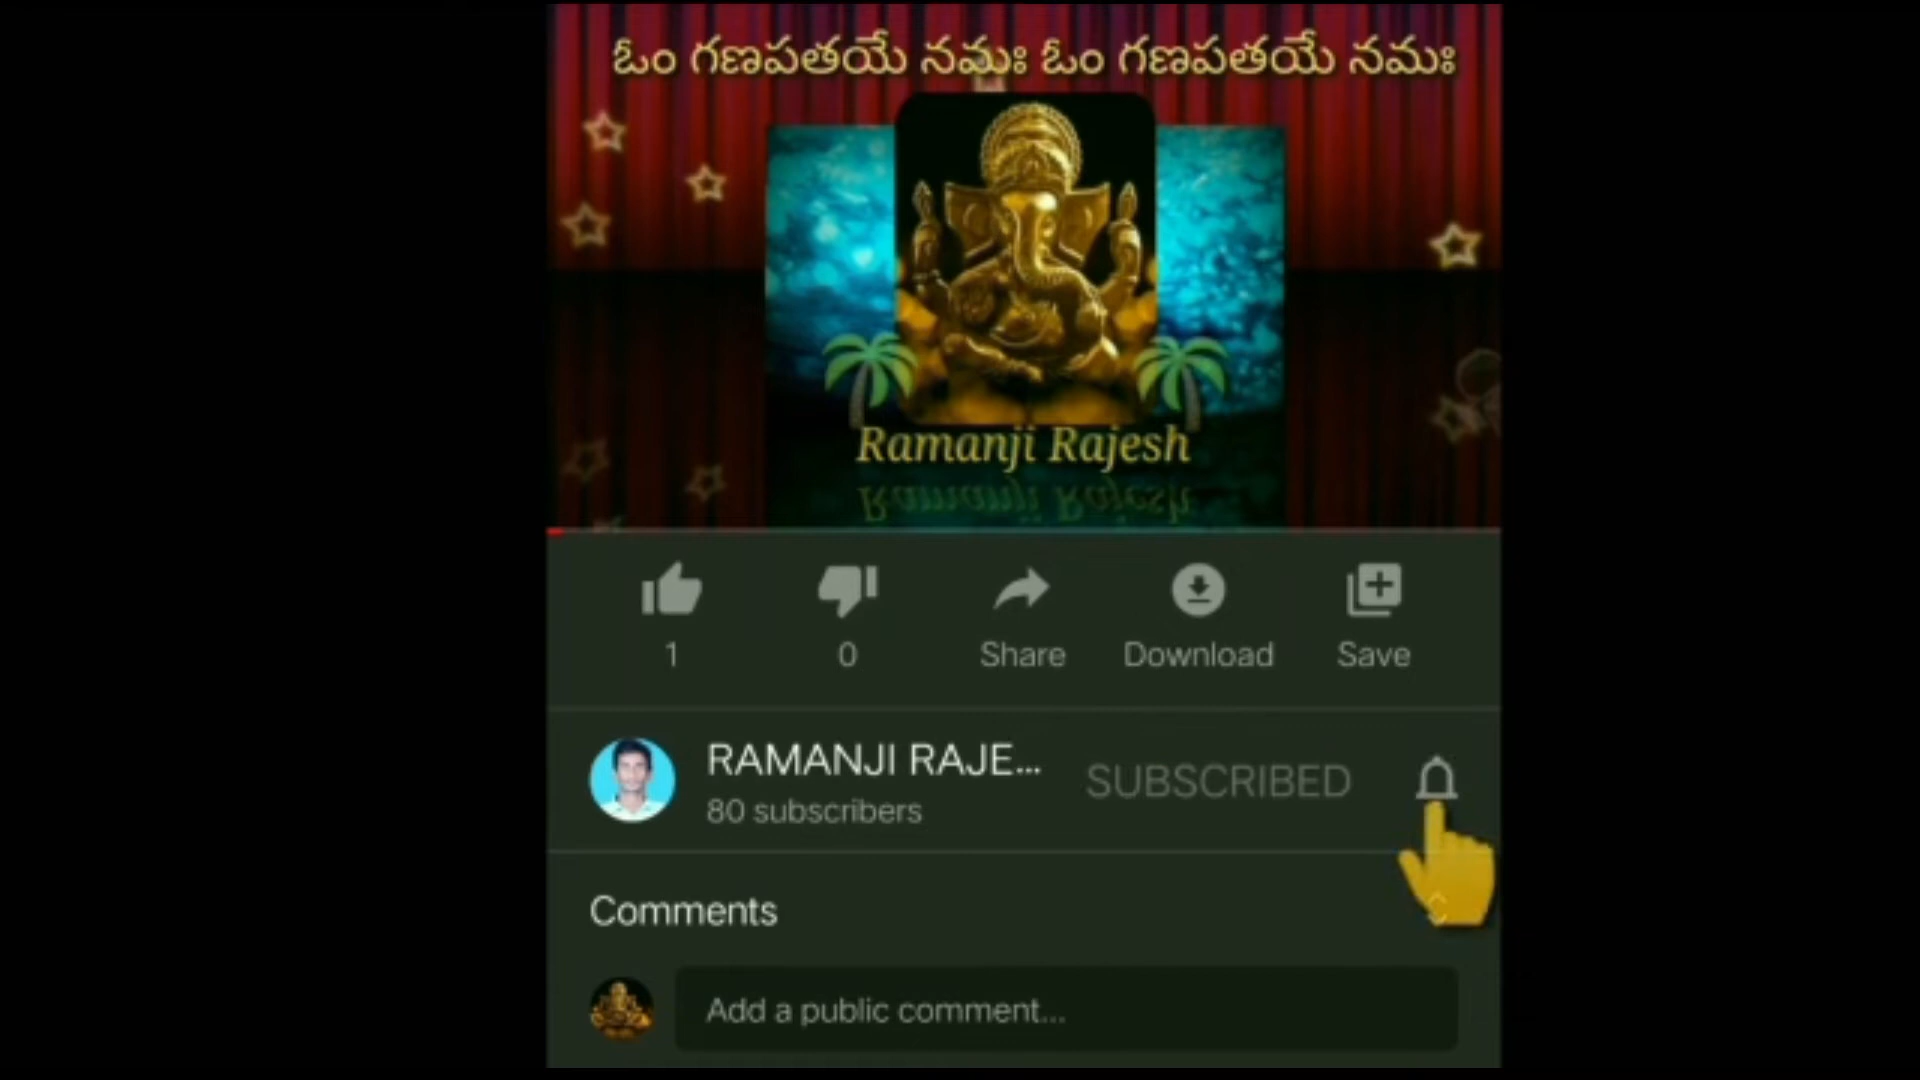 ఓం గణపతయే నమః ఓం గణపతయే నమః
Ramanji Rajesh
1
0
Share
Download
Save
RAMANJI RAJE...
SUBSCRIBED
80 subscribers
Comments
Add a public comment...